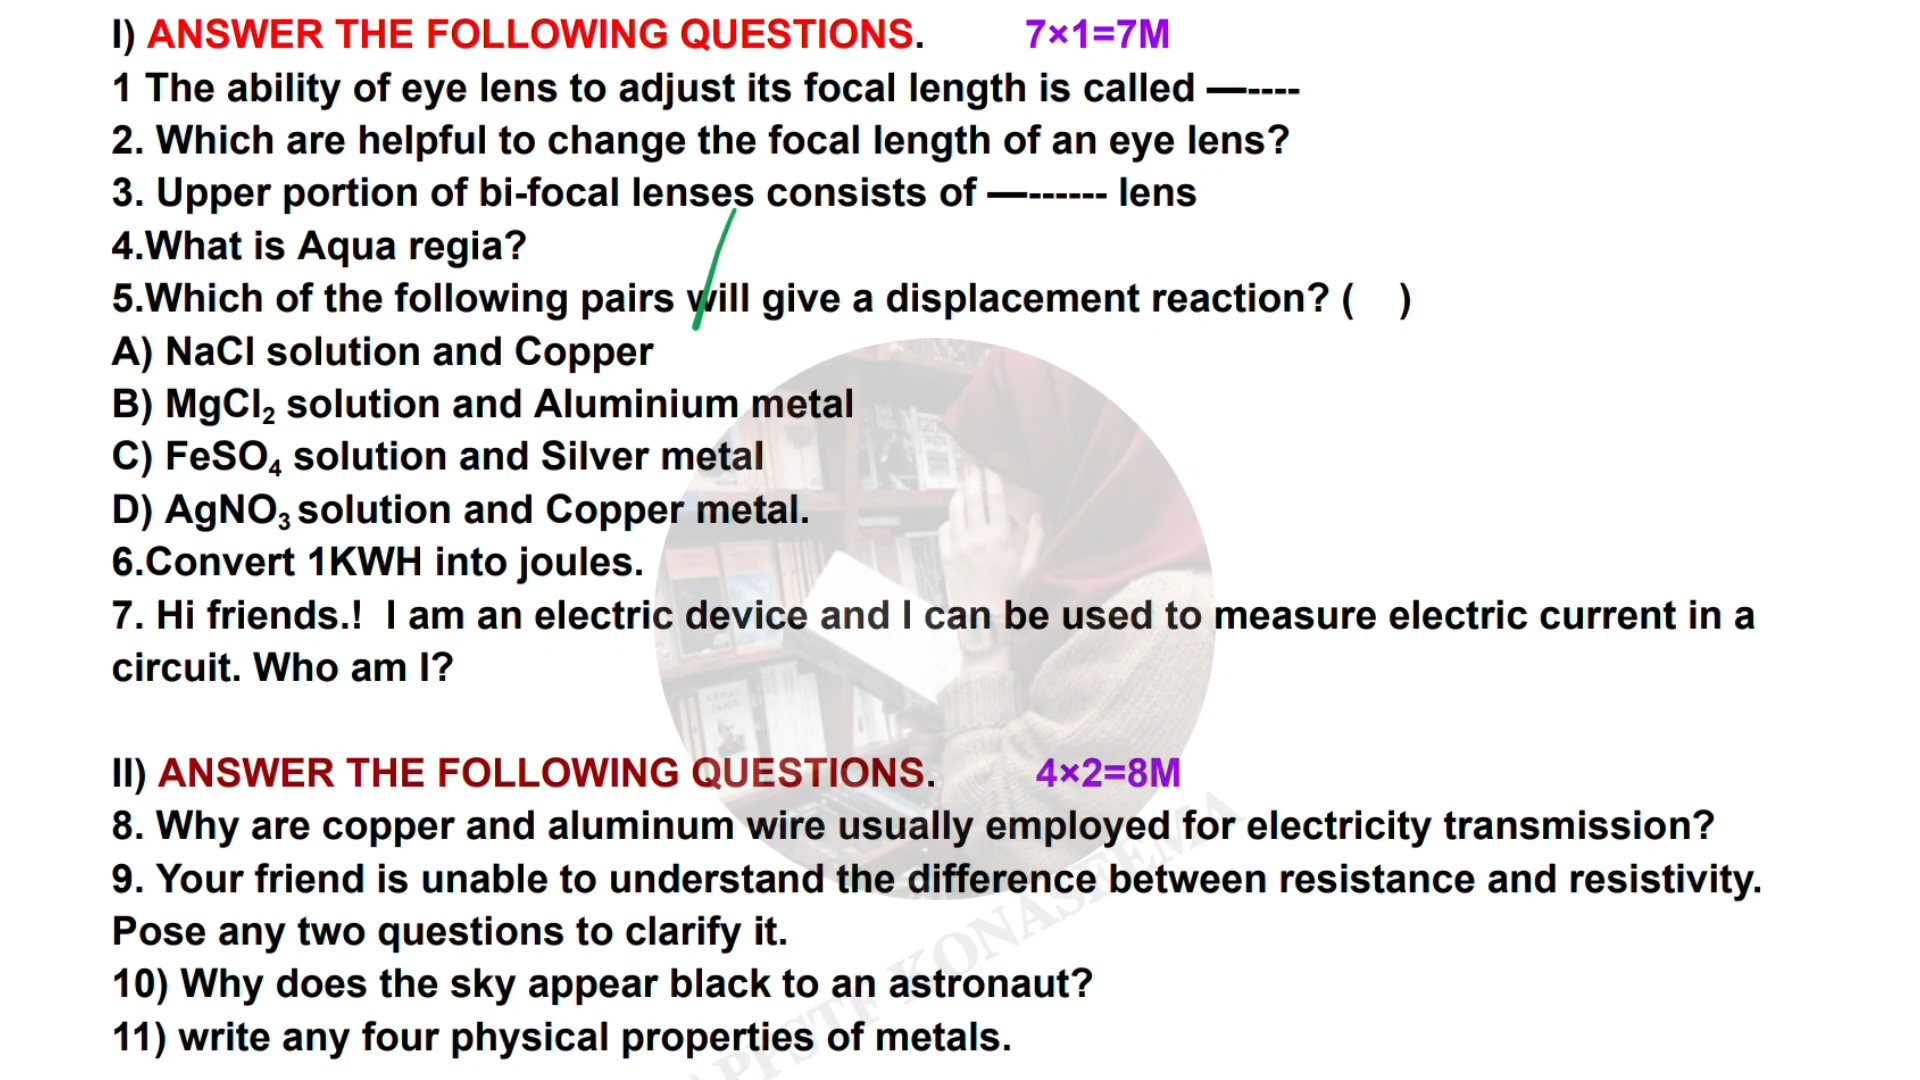 I) ANSWER THE FOLLOWING QUESTIONS. 7×1=7M
1 The ability of eye lens to adjust its focal length is called —----
2. Which are helpful to change the focal length of an eye lens?
3. Upper portion of bi-focal lenses consists of —------ lens
4.What is Aqua regia?
5.Which of the following pairs will give a displacement reaction? ( )
A) NaCl solution and Copper
B) MgCl₂ solution and Aluminium metal
C) FeSO₄ solution and Silver metal
D) AgNO₃ solution and Copper metal.
6.Convert 1KWH into joules.
7. Hi friends.! I am an electric device and I can be used to measure electric current in a
circuit. Who am I?
II) ANSWER THE FOLLOWING QUESTIONS. 4×2=8M
8. Why are copper and aluminum wire usually employed for electricity transmission?
9. Your friend is unable to understand the difference between resistance and resistivity.
Pose any two questions to clarify it.
10) Why does the sky appear black to an astronaut?
11) write any four physical properties of metals.
KONASEEMA